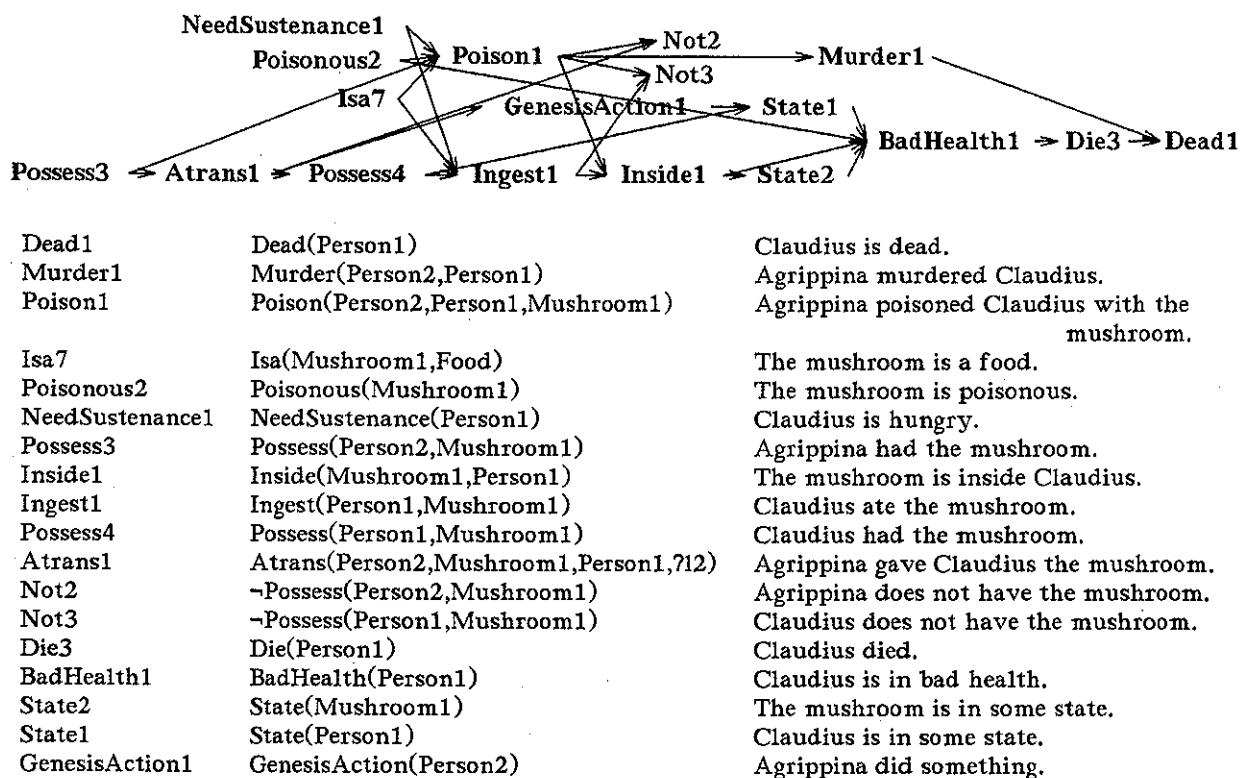 NeedSustenance1
Not2
Poisonous2 Poison1 Murder1
Not3
Isa7
GenesisAction1 State1
BadHealth1 Die3 Dead1
Possess3 Atrans1 Possess4 Ingest1 Inside1 State2
Dead1 Dead(Person1) Claudius is dead.
Murder1 Murder(Person2,Person1) Agrippina murdered Claudius.
Poison1 Poison(Person2,Person1,Mushroom1) Agrippina poisoned Claudius with the
mushroom.
Isa7 Isa(Mushroom1,Food) The mushroom is a food.
Poisonous2 Poisonous(Mushroom1) The mushroom is poisonous.
NeedSustenance1 NeedSustenance(Person1) Claudius is hungry.
Possess3 Possess(Person2,Mushroom1) Agrippina had the mushroom.
Inside1 Inside(Mushroom1,Person1) The mushroom is inside Claudius.
Ingest1 Ingest(Person1,Mushroom1) Claudius ate the mushroom.
Possess4 Possess(Person1,Mushroom1) Claudius had the mushroom.
Atrans1 Atrans(Person2,Mushroom1,Person1,?12) Agrippina gave Claudius the mushroom.
Not2 ¬Possess(Person2,Mushroom1) Agrippina does not have the mushroom.
Not3 ¬Possess(Person1,Mushroom1) Claudius does not have the mushroom.
Die3 Die(Person1) Claudius died.
BadHealth1 BadHealth(Person1) Claudius is in bad health.
State2 State(Mushroom1) The mushroom is in some state.
State1 State(Person1) Claudius is in some state.
GenesisAction1 GenesisAction(Person2) Agrippina did something.